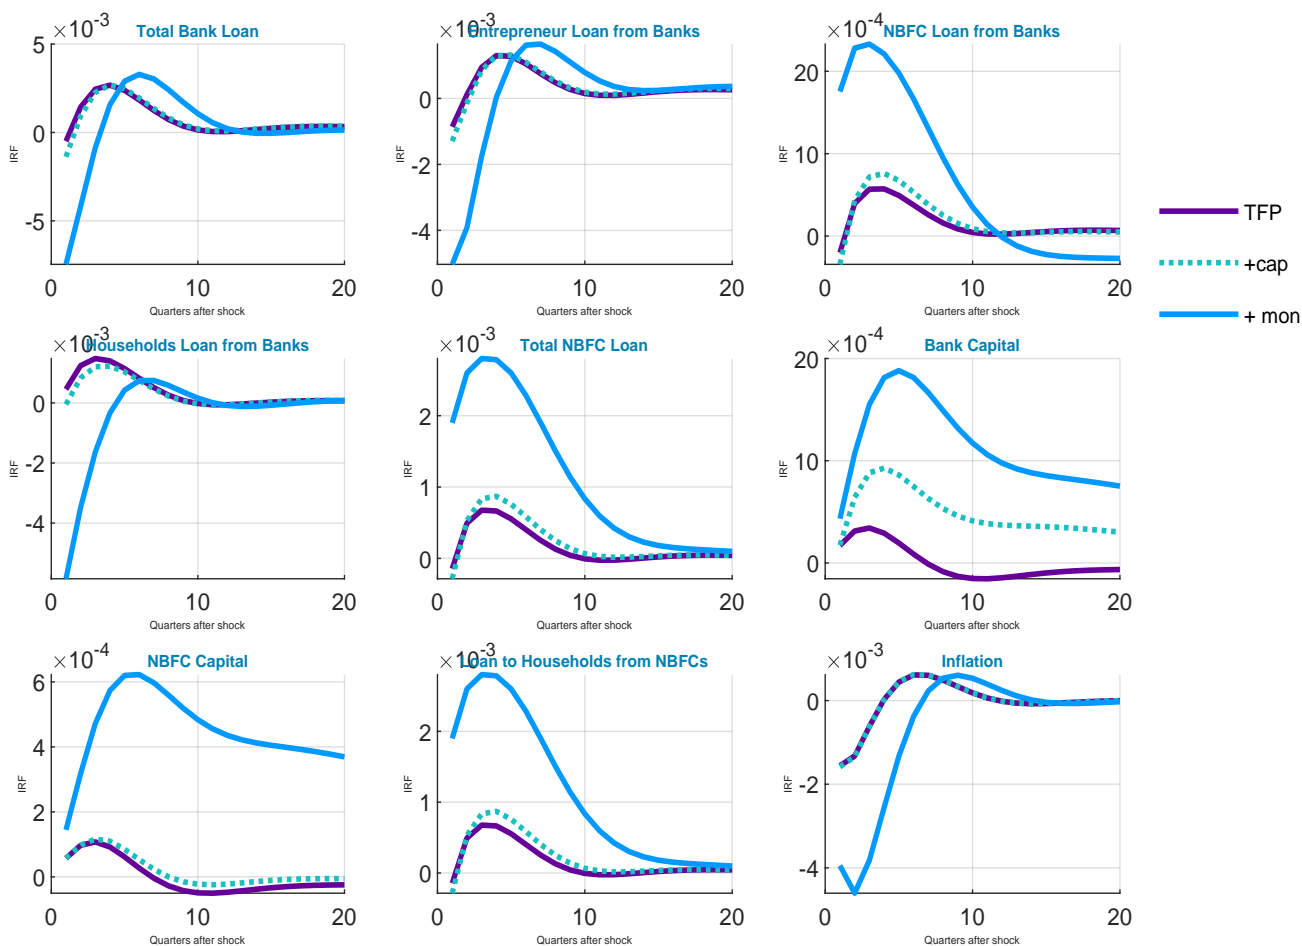 ×10-3
Total Bank Loan
5
0
-5
IRF
0
10
20
Quarters after shock
×10-3
Entrepreneur Loan from Banks
0
-2
-4
IRF
0
10
20
Quarters after shock
×10-4
NBFC Loan from Banks
20
10
0
IRF
0
10
20
Quarters after shock
TFP
+cap
+ mon
×10-3
Households Loan from Banks
0
-2
-4
IRF
0
10
20
Quarters after shock
×10-3
Total NBFC Loan
2
1
0
IRF
0
10
20
Quarters after shock
×10-4
Bank Capital
20
10
0
IRF
0
10
20
Quarters after shock
×10-4
NBFC Capital
6
4
2
0
IRF
0
10
20
Quarters after shock
×10-3
Loan to Households from NBFCs
2
1
0
IRF
0
10
20
Quarters after shock
×10-3
Inflation
0
-2
-4
IRF
0
10
20
Quarters after shock